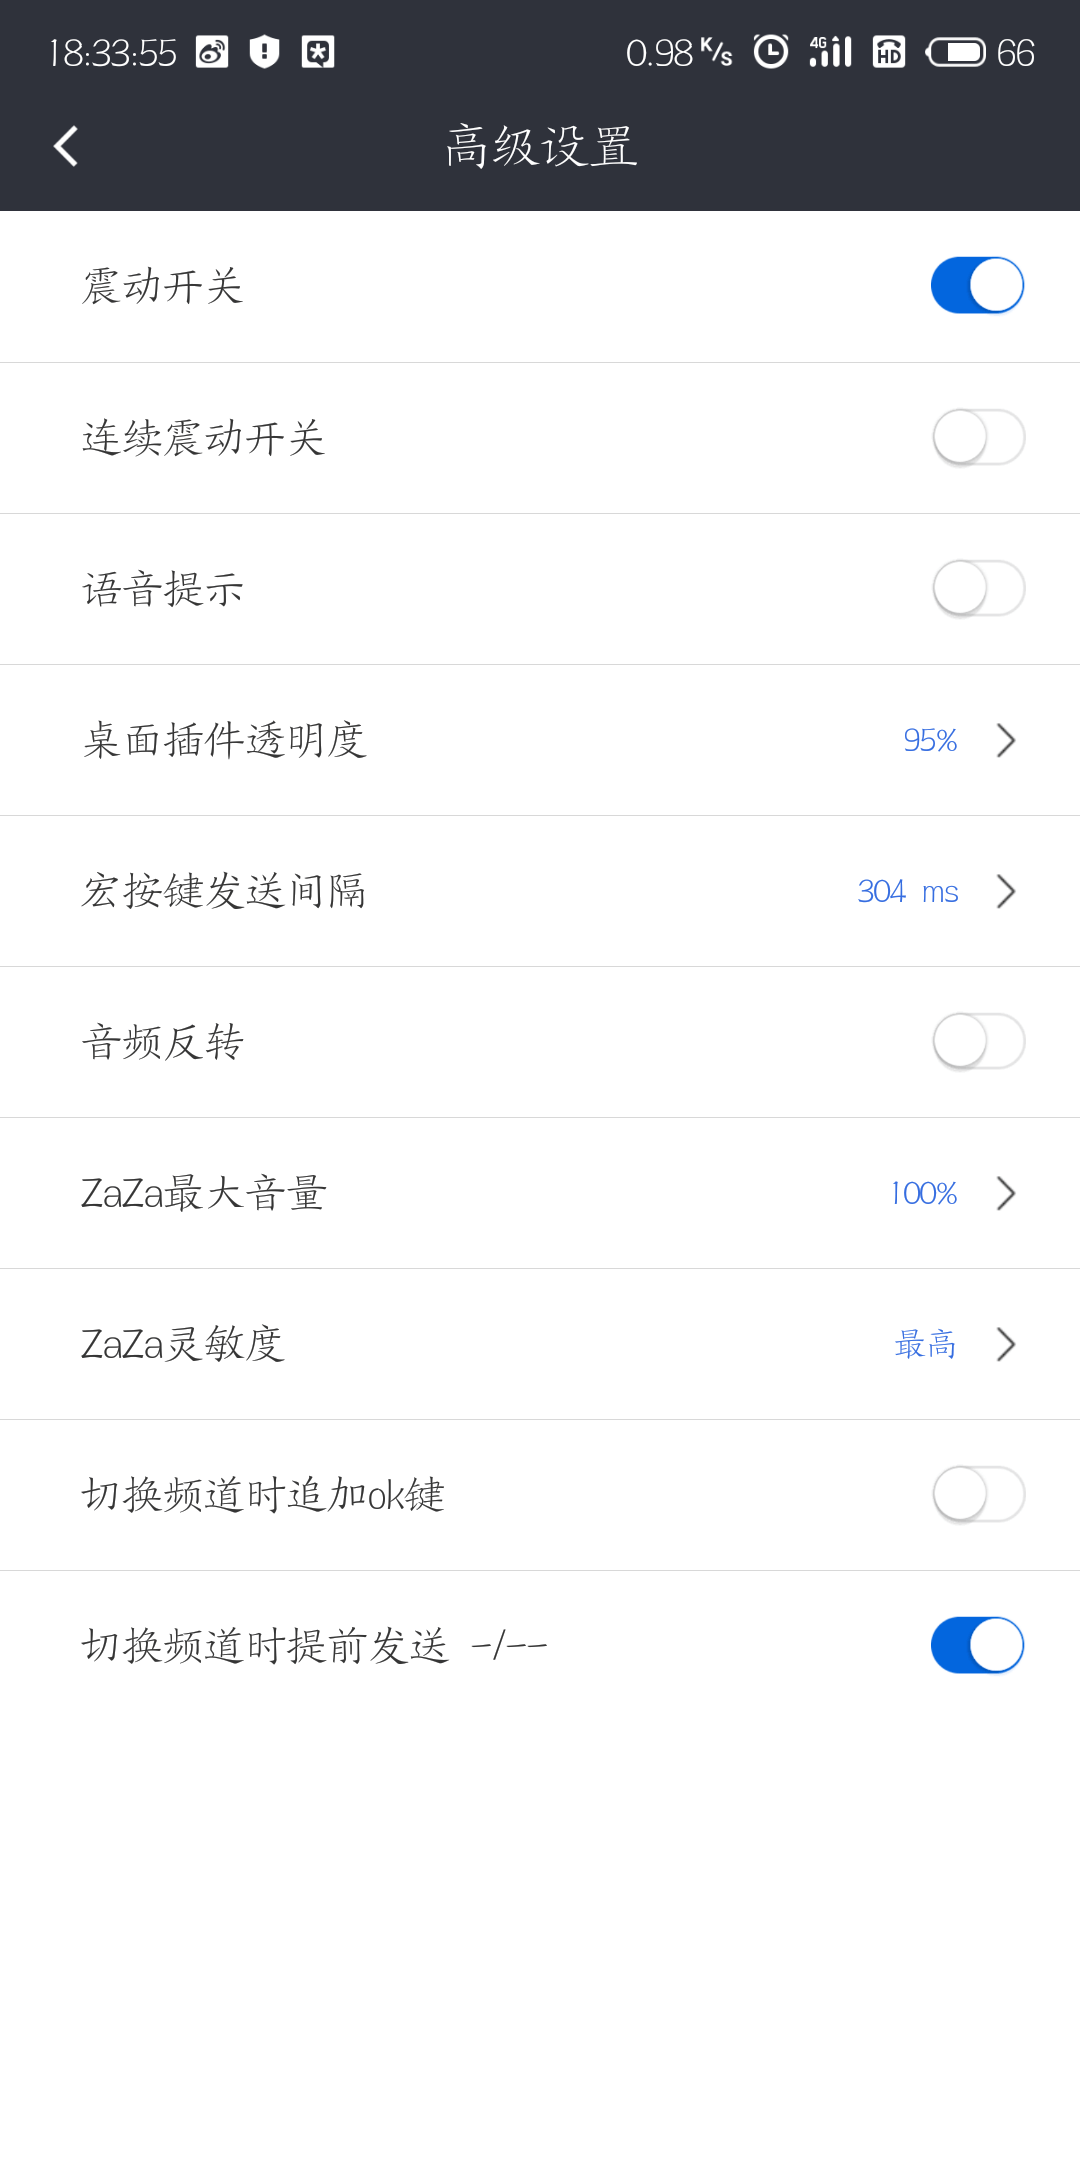 18:33:55 0.98 K/s 4G HD 66
高级设置
震动开关
连续震动开关
语音提示
桌面插件透明度 95%
宏按键发送间隔 304 ms
音频反转
ZaZa最大音量 100%
ZaZa灵敏度 最高
切换频道时追加ok键
切换频道时提前发送 -/--